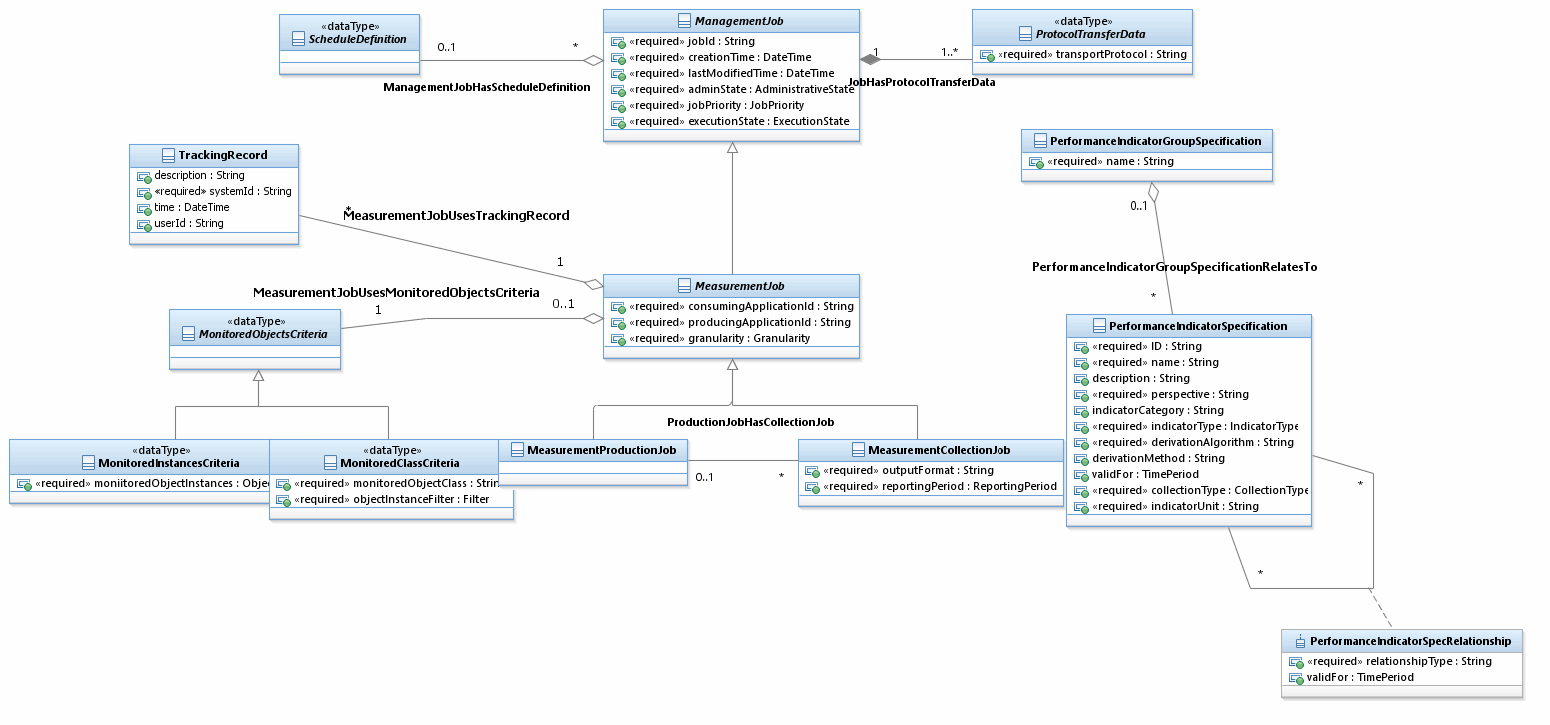 «dataType»
ScheduleDefinition
0..1
*
ManagementJobHasScheduleDefinition
ManagementJob
«required» jobId : String
«required» creationTime : DateTime
«required» lastModifiedTime : DateTime
«required» adminState : AdministrativeState
«required» jobPriority : JobPriority
«required» executionState : ExecutionState
1
1..*
JobHasProtocolTransferData
«dataType»
ProtocolTransferData
«required» transportProtocol : String
TrackingRecord
description : String
«required» systemId : String
time : DateTime
userId : String
*
MeasurementJobUsesTrackingRecord
1
PerformanceIndicatorGroupSpecification
«required» name : String
0..1
PerformanceIndicatorGroupSpecificationRelatesTo
*
MeasurementJobUsesMonitoredObjectsCriteria
1
0..1
«dataType»
MonitoredObjectsCriteria
MeasurementJob
«required» consumingApplicationId : String
«required» producingApplicationId : String
«required» granularity : Granularity
PerformanceIndicatorSpecification
«required» ID : String
«required» name : String
description : String
«required» perspective : String
indicatorCategory : String
«required» indicatorType : IndicatorType
«required» derivationAlgorithm : String
derivationMethod : String
validFor : TimePeriod
«required» collectionType : CollectionType
«required» indicatorUnit : String
*
*
ProductionJobHasCollectionJob
«dataType»
MonitoredInstancesCriteria
«required» moniitoredObjectInstances : Objec
«dataType»
MonitoredClassCriteria
«required» monitoredObjectClass : Strin
«required» objectInstanceFilter : Filter
MeasurementProductionJob
0..1
*
MeasurementCollectionJob
«required» outputFormat : String
«required» reportingPeriod : ReportingPeriod
PerformanceIndicatorSpecRelationship
«required» relationshipType : String
validFor : TimePeriod